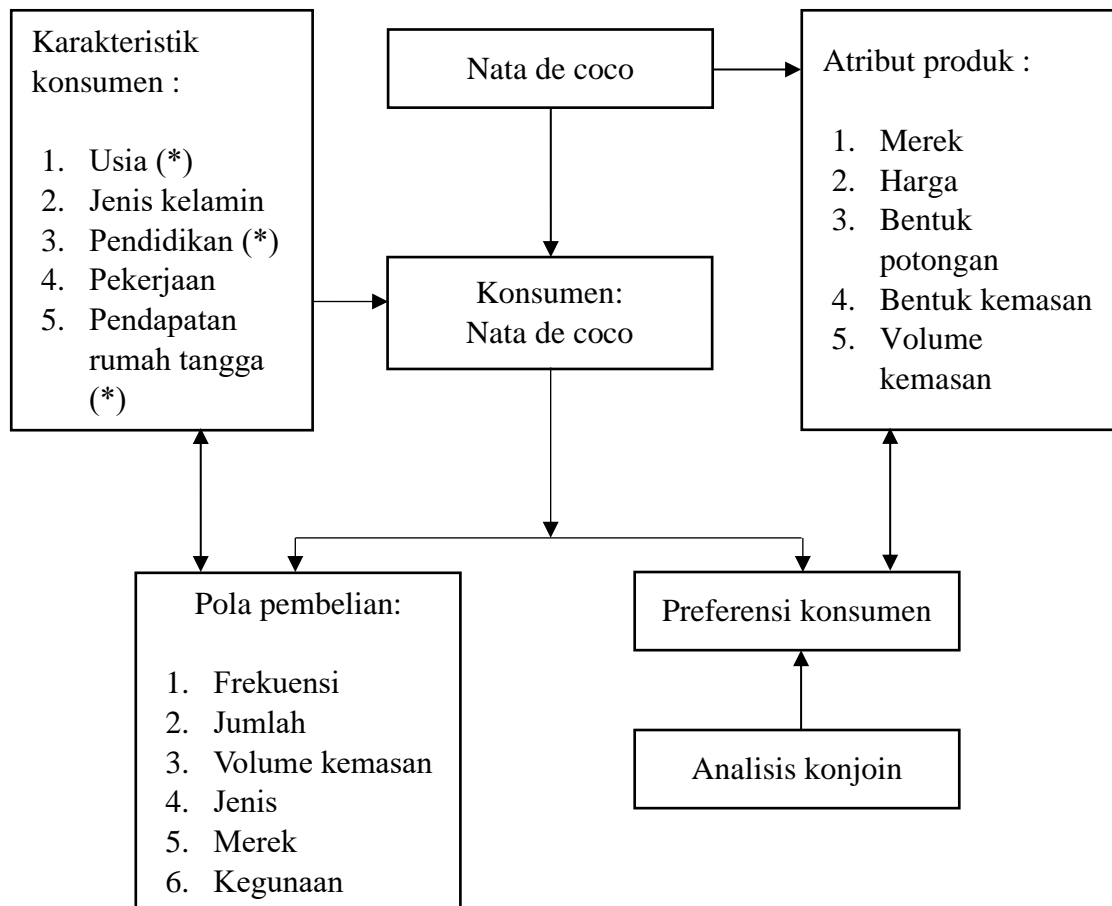 Karakteristik
konsumen :
1. Usia (*)
2. Jenis kelamin
3. Pendidikan (*)
4. Pekerjaan
5. Pendapatan
rumah tangga
(*)
Nata de coco
Atribut produk :
1. Merek
2. Harga
3. Bentuk
potongan
4. Bentuk kemasan
5. Volume
kemasan
Konsumen:
Nata de coco
Pola pembelian:
1. Frekuensi
2. Jumlah
3. Volume kemasan
4. Jenis
5. Merek
6. Kegunaan
Preferensi konsumen
Analisis konjoin